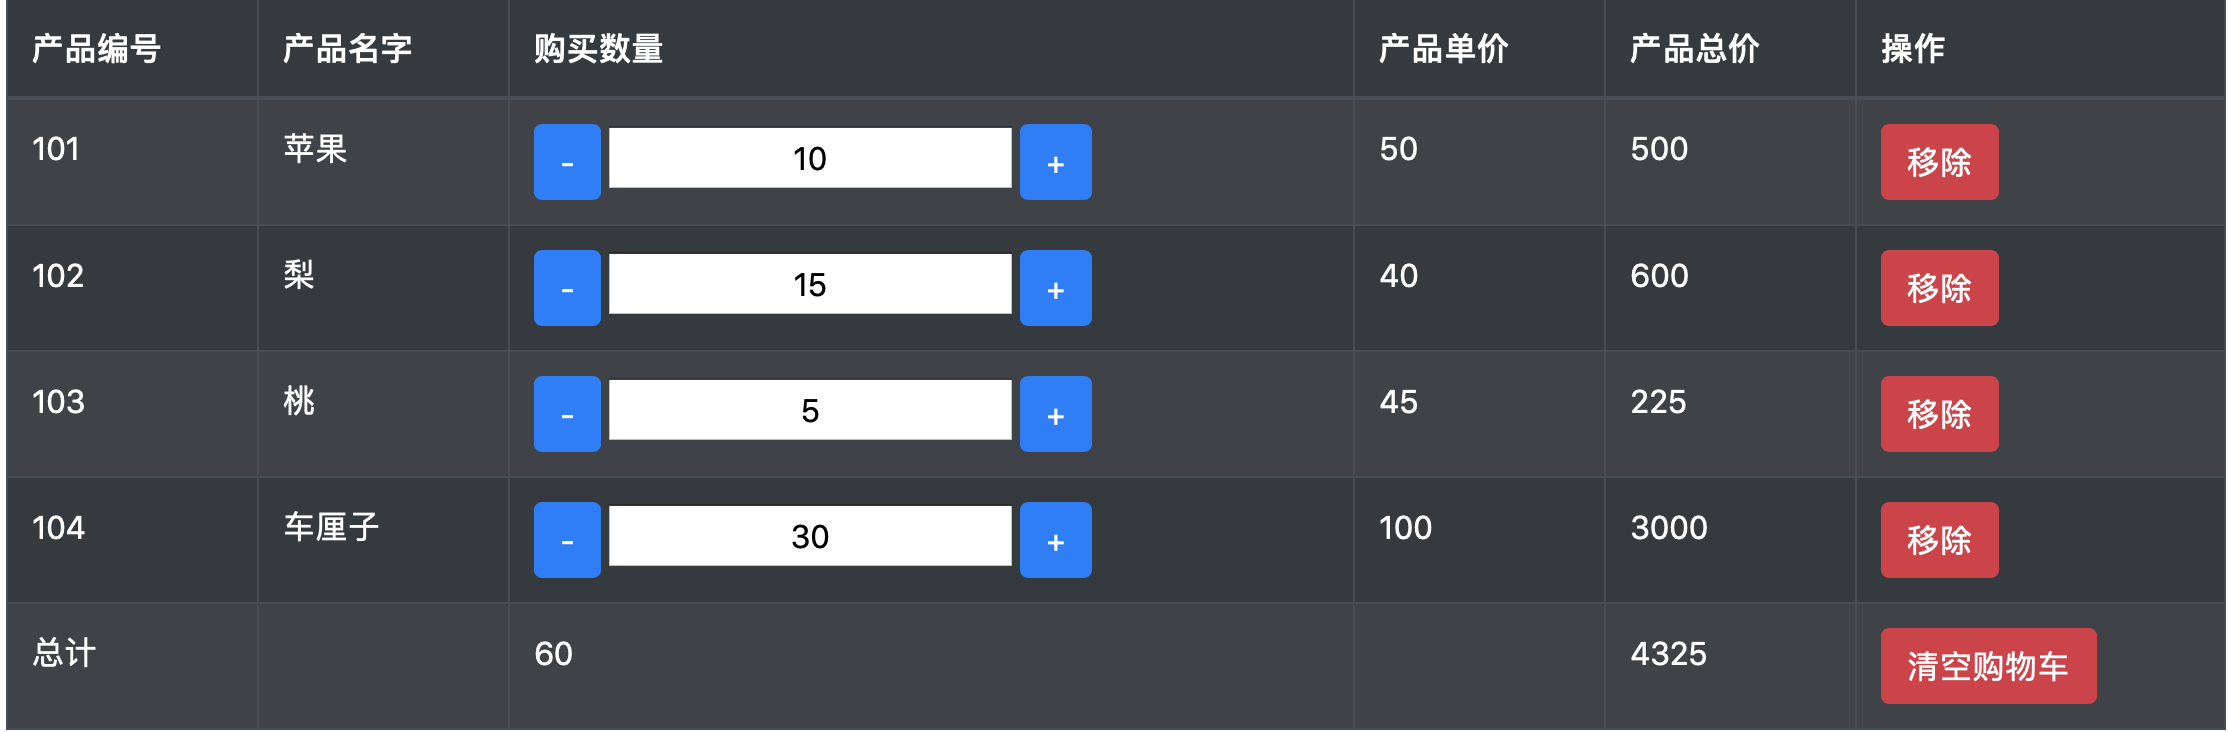 产品编号 产品名字 购买数量 产品单价 产品总价 操作
101 苹果 - 10 + 50 500 移除
102 梨 - 15 + 40 600 移除
103 桃 - 5 + 45 225 移除
104 车厘子 - 30 + 100 3000 移除
总计 60 4325 清空购物车